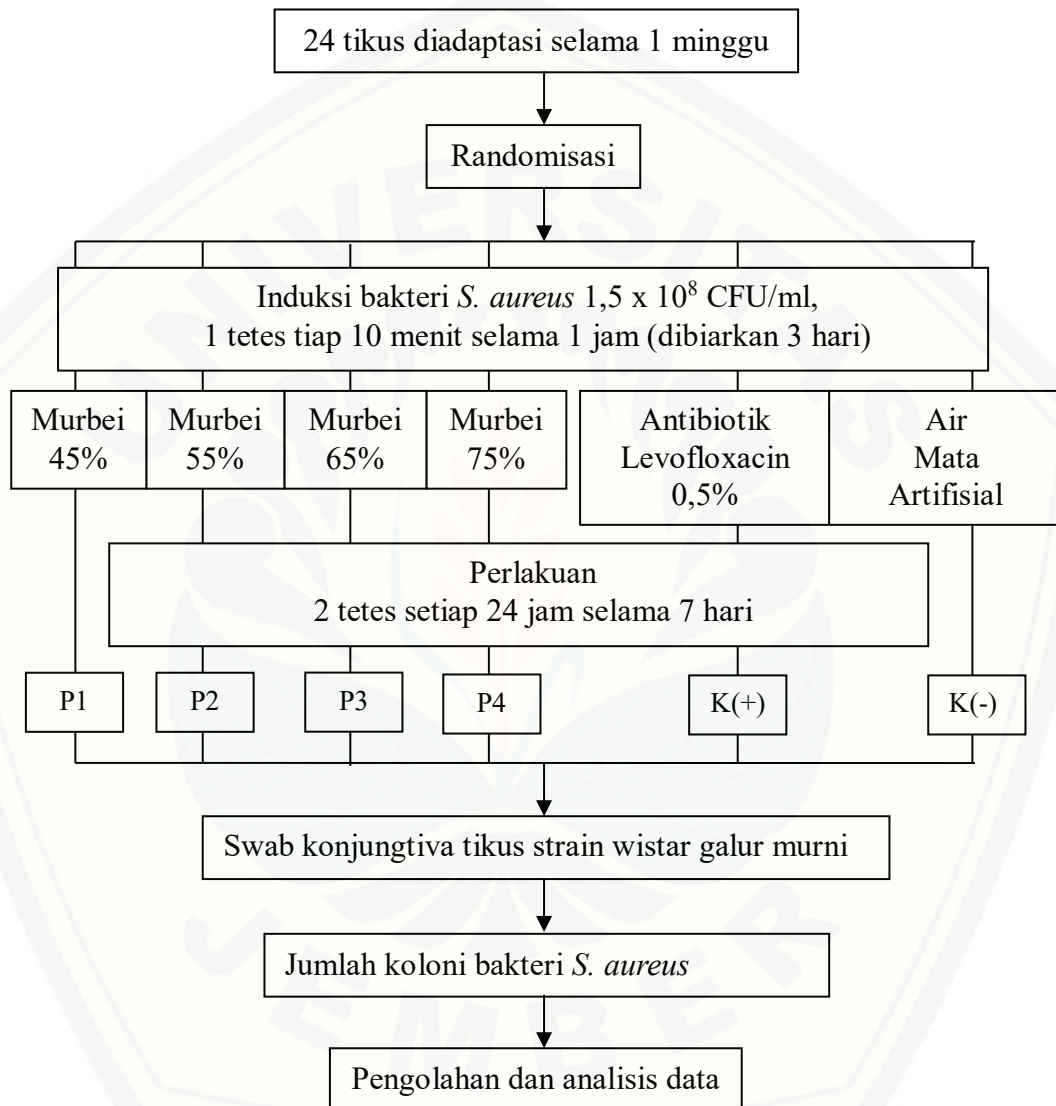 24 tikus diadaptasi selama 1 minggu
Randomisasi
Induksi bakteri S. aureus 1,5 x 10⁸ CFU/ml,
1 tetes tiap 10 menit selama 1 jam (dibiarkan 3 hari)
Murbei
45%
Murbei
55%
Murbei
65%
Murbei
75%
Antibiotik
Levofloxacin
0,5%
Air
Mata
Artifisial
Perlakuan
2 tetes setiap 24 jam selama 7 hari
P1
P2
P3
P4
K(+)
K(-)
Swab konjungtiva tikus strain wistar galur murni
Jumlah koloni bakteri S. aureus
Pengolahan dan analisis data
UNIVERSITAS
JEMBER